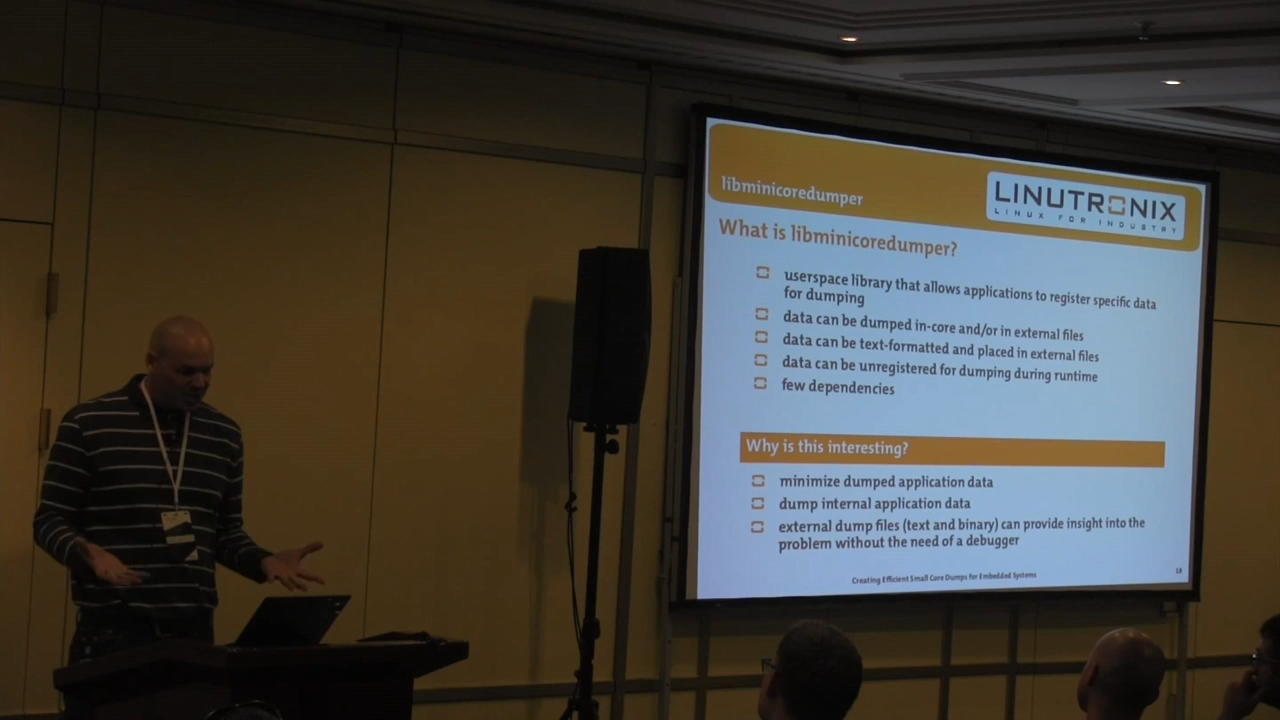 libminicoredumper
LINUTRONIX
LINUX FOR INDUSTRY
What is libminicoredumper?
userspace library that allows applications to register specific data
for dumping
data can be dumped in-core and/or in external files
data can be text-formatted and placed in external files
data can be unregistered for dumping during runtime
few dependencies
Why is this interesting?
minimize dumped application data
dump internal application data
external dump files (text and binary) can provide insight into the
problem without the need of a debugger
Creating Efficient Small Core Dumps for Embedded Systems
18